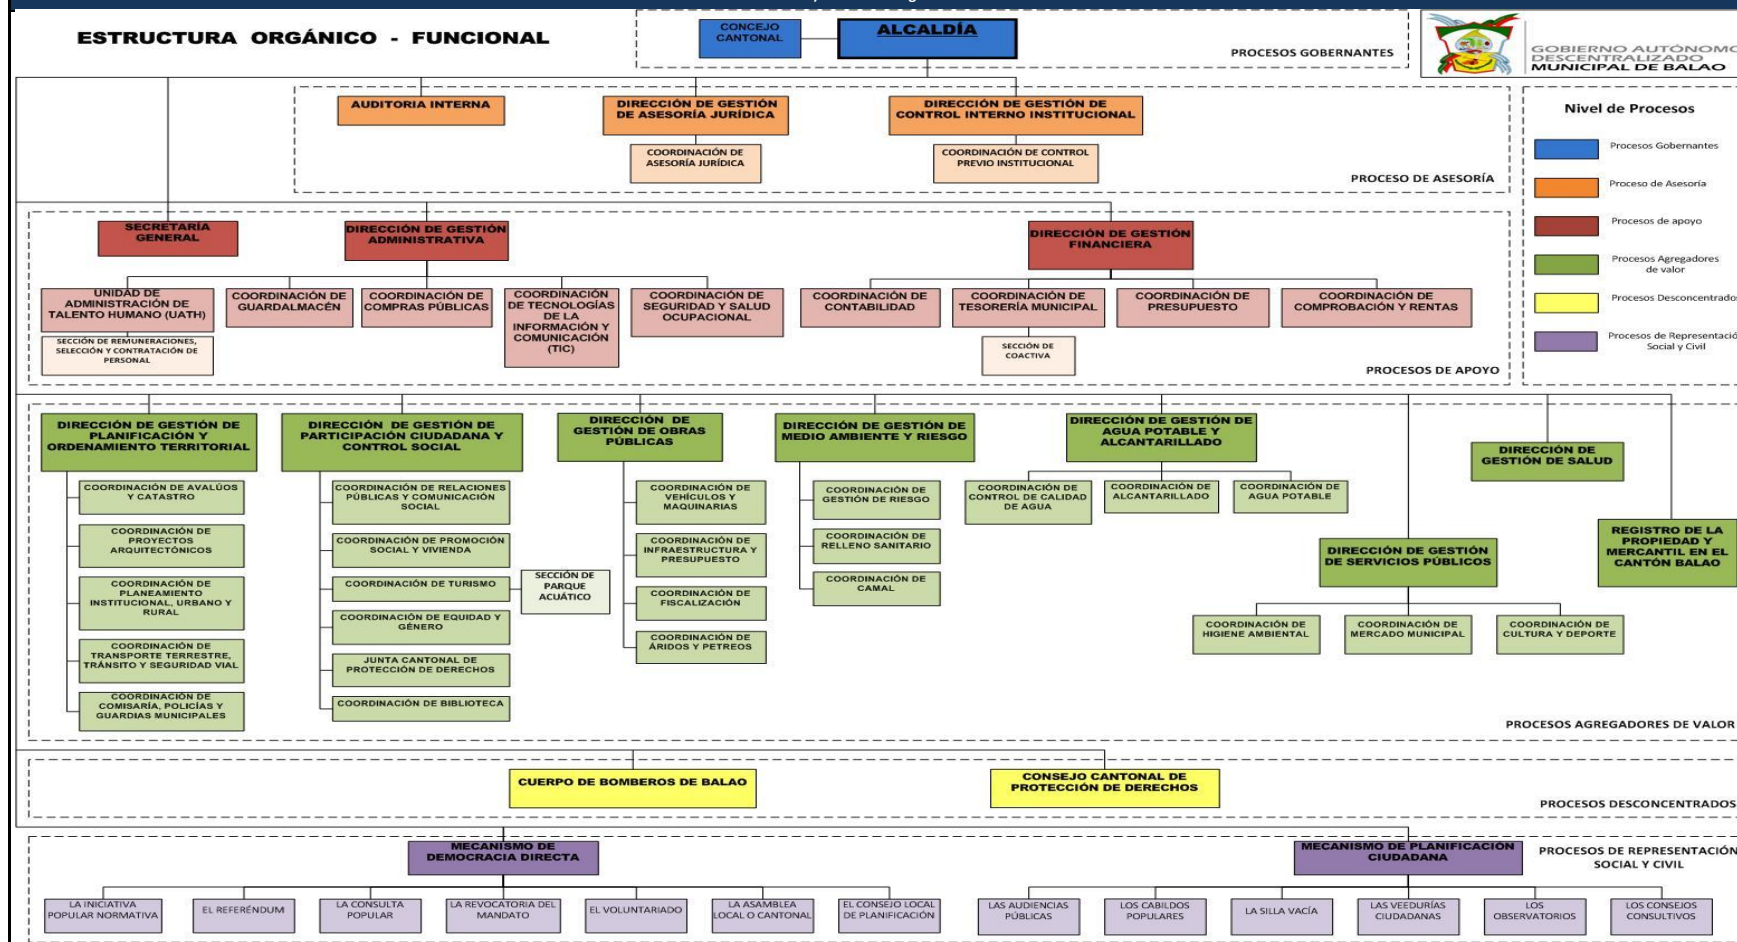 ESTRUCTURA ORGÁNICO - FUNCIONAL
CONCEJO
CANTONAL
ALCALDÍA
PROCESOS GOBERNANTES
GOBIERNO AUTÓNOMO
DESCENTRALIZADO
MUNICIPAL DE BALAO
AUDITORIA INTERNA
DIRECCIÓN DE GESTIÓN
DE ASESORÍA JURÍDICA
DIRECCIÓN DE GESTIÓN DE
CONTROL INTERNO INSTITUCIONAL
COORDINACIÓN DE
ASESORÍA JURÍDICA
COORDINACIÓN DE CONTROL
PREVIO INSTITUCIONAL
PROCESO DE ASESORÍA
Nivel de Procesos
Procesos Gobernantes
Proceso de Asesoría
Procesos de apoyo
Procesos Agregadores
de valor
Procesos Desconcentrados
Procesos de Representació
Social y Civil
SECRETARÍA
GENERAL
DIRECCIÓN DE GESTIÓN
ADMINISTRATIVA
DIRECCIÓN DE GESTIÓN
FINANCIERA
UNIDAD DE
ADMINISTRACIÓN DE
TALENTO HUMANO (UATH)
SECCIÓN DE REMUNERACIONES,
SELECCIÓN Y CONTRATACIÓN DE
PERSONAL
COORDINACIÓN DE
GUARDALMACÉN
COORDINACIÓN DE
COMPRAS PÚBLICAS
COORDINACIÓN
DE TECNOLOGÍAS
DE LA
INFORMACIÓN Y
COMUNICACIÓN
(TIC)
COORDINACIÓN DE
SEGURIDAD Y SALUD
OCUPACIONAL
COORDINACIÓN DE
CONTABILIDAD
COORDINACIÓN DE
TESORERÍA MUNICIPAL
SECCIÓN DE
COACTIVA
COORDINACIÓN DE
PRESUPUESTO
COORDINACIÓN DE
COMPROBACIÓN Y RENTAS
PROCESOS DE APOYO
DIRECCIÓN DE GESTIÓN DE
PLANIFICACIÓN Y
ORDENAMIENTO TERRITORIAL
COORDINACIÓN DE AVALÚOS
Y CATASTRO
COORDINACIÓN DE
PROYECTOS
ARQUITECTÓNICOS
COORDINACIÓN DE
PLANEAMIENTO
INSTITUCIONAL, URBANO Y
RURAL
COORDINACIÓN DE
TRANSPORTE TERRESTRE,
TRÁNSITO Y SEGURIDAD VIAL
COORDINACIÓN DE
COMISARÍA, POLICÍAS Y
GUARDIAS MUNICIPALES
DIRECCIÓN DE GESTIÓN DE
PARTICIPACIÓN CIUDADANA Y
CONTROL SOCIAL
COORDINACIÓN DE RELACIONES
PÚBLICAS Y COMUNICACIÓN
SOCIAL
COORDINACIÓN DE PROMOCIÓN
SOCIAL Y VIVIENDA
COORDINACIÓN DE TURISMO
SECCIÓN DE
PARQUE
ACUÁTICO
COORDINACIÓN DE EQUIDAD Y
GÉNERO
JUNTA CANTONAL DE
PROTECCIÓN DE DERECHOS
COORDINACIÓN DE BIBLIOTECA
DIRECCIÓN DE
GESTIÓN DE OBRAS
PÚBLICAS
COORDINACIÓN DE
VEHÍCULOS Y
MAQUINARIAS
COORDINACIÓN DE
INFRAESTRUCTURA Y
PRESUPUESTO
COORDINACIÓN DE
FISCALIZACIÓN
COORDINACIÓN DE
ÁRIDOS Y PETREOS
DIRECCIÓN DE GESTIÓN DE
MEDIO AMBIENTE Y RIESGO
COORDINACIÓN DE
GESTIÓN DE RIESGO
COORDINACIÓN DE
RELLENO SANITARIO
COORDINACIÓN DE
CAMAL
DIRECCIÓN DE GESTIÓN DE
AGUA POTABLE Y
ALCANTARILLADO
COORDINACIÓN DE
CONTROL DE CALIDAD
DE AGUA
COORDINACIÓN DE
ALCANTARILLADO
COORDINACIÓN DE
AGUA POTABLE
DIRECCIÓN DE GESTIÓN
DE SERVICIOS PÚBLICOS
COORDINACIÓN DE
HIGIENE AMBIENTAL
COORDINACIÓN DE
MERCADO MUNICIPAL
COORDINACIÓN DE
CULTURA Y DEPORTE
DIRECCIÓN DE
GESTIÓN DE SALUD
REGISTRO DE LA
PROPIEDAD Y
MERCANTIL EN EL
CANTÓN BALAO
PROCESOS AGREGADORES DE VALOR
CUERPO DE BOMBEROS DE BALAO
CONSEJO CANTONAL DE
PROTECCIÓN DE DERECHOS
PROCESOS DESCONCENTRADOS
MECANISMO DE
DEMOCRACIA DIRECTA
MECANISMO DE PLANIFICACIÓN
CIUDADANA
PROCESOS DE REPRESENTACIÓN
SOCIAL Y CIVIL
LA INICIATIVA
POPULAR NORMATIVA
EL REFERÉNDUM
LA CONSULTA
POPULAR
LA REVOCATORIA DEL
MANDATO
EL VOLUNTARIADO
LA ASAMBLEA
LOCAL O CANTONAL
EL CONSEJO LOCAL
DE PLANIFICACIÓN
LAS AUDIENCIAS
PÚBLICAS
LOS CABILDOS
POPULARES
LA SILLA VACÍA
LAS VEEDURÍAS
CIUDADANAS
LOS
OBSERVATORIOS
LOS CONSEJOS
CONSULTIVOS